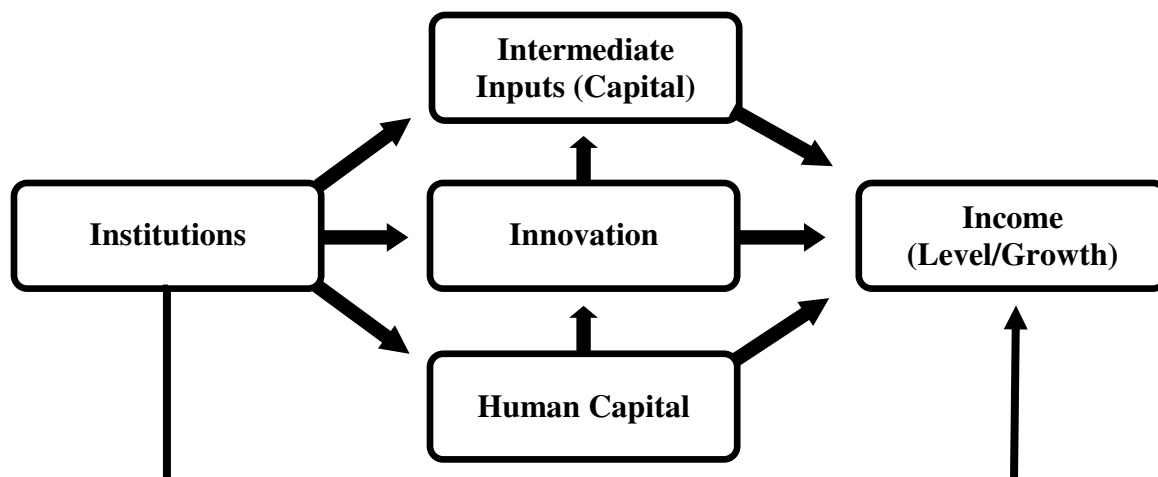 Intermediate
Inputs (Capital)
Institutions
Innovation
Income
(Level/Growth)
Human Capital